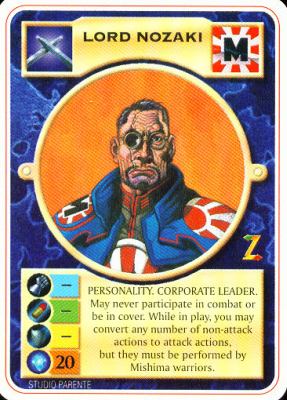 LORD NOZAKI
M
M
Z
–
–
–
20
PERSONALITY. CORPORATE LEADER.
May never participate in combat or
be in cover. While in play, you may
convert any number of non-attack
actions to attack actions,
but they must be performed by
Mishima warriors.
STUDIO PARENTE